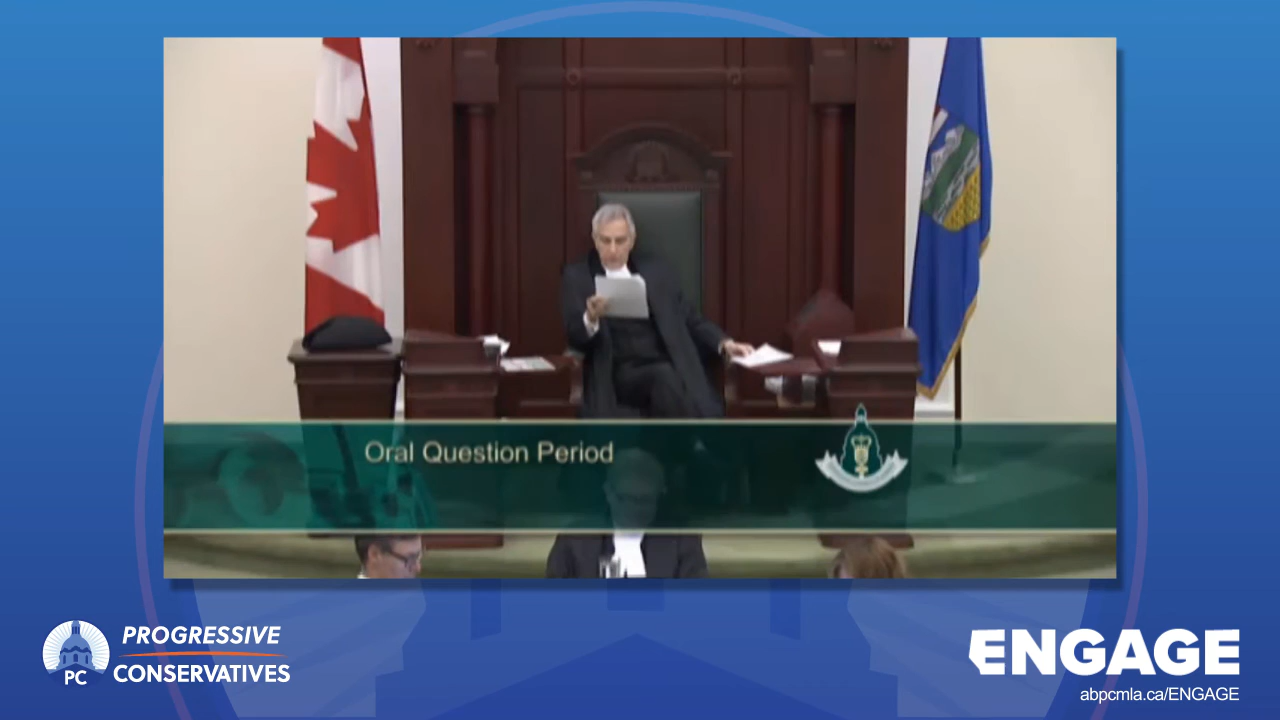 Oral Question Period
PROGRESSIVE
CONSERVATIVES
PC
ENGAGE
abpcmla.ca/ENGAGE